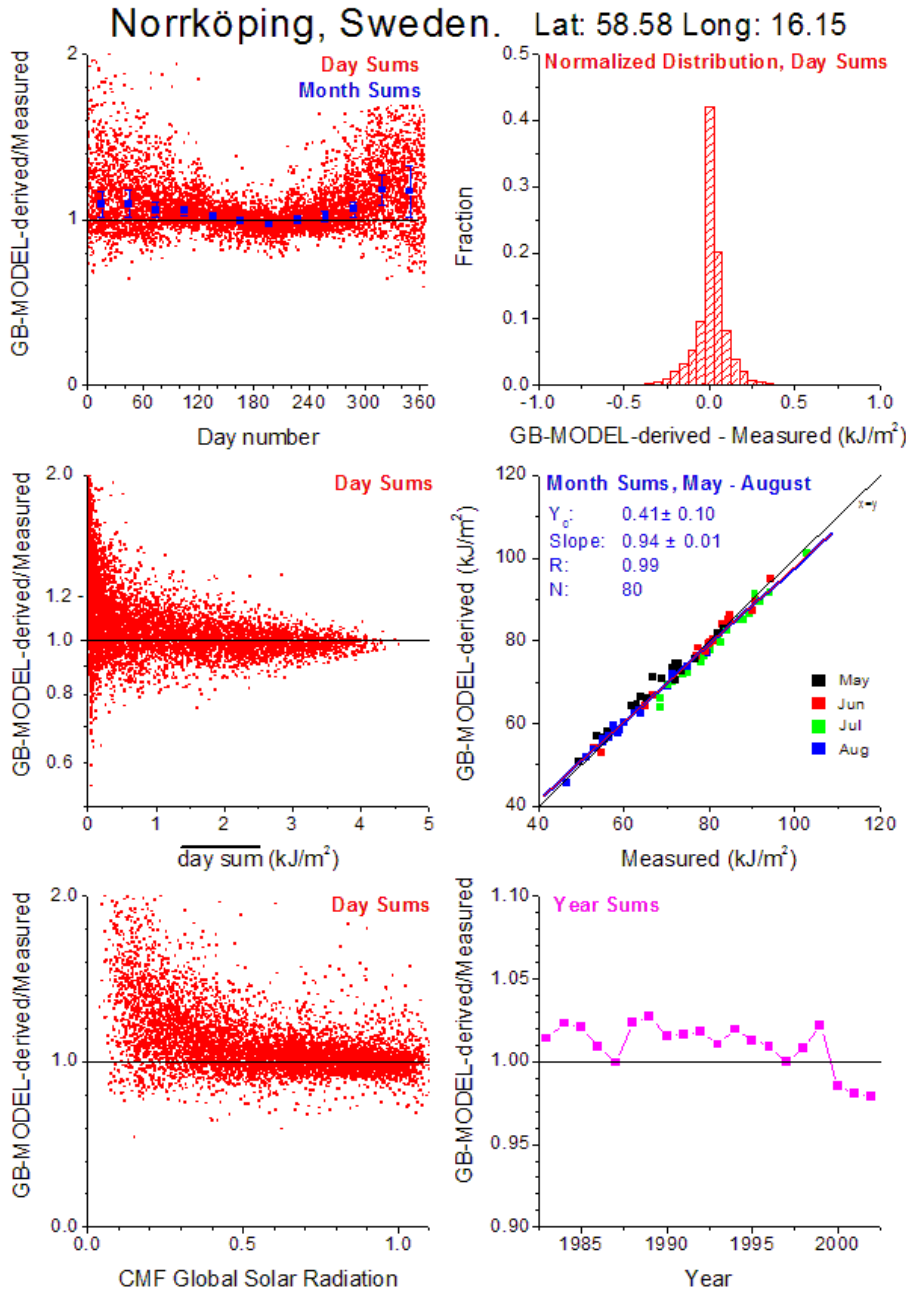 Norrköping, Sweden. Lat: 58.58 Long: 16.15
GB-MODEL-derived/Measured
2
1
0
Day Sums
Month Sums
0 60 120 180 240 300 360
Day number
Fraction
0.5
0.4
0.3
0.2
0.1
0.0
Normalized Distribution, Day Sums
-1.0 -0.5 0.0 0.5 1.0
GB-MODEL-derived - Measured (kJ/m²)
GB-MODEL-derived/Measured
2.0
1.2
1.0
0.8
0.6
Day Sums
0 1 2 3 4 5
day sum (kJ/m²)
GB-MODEL-derived (kJ/m²)
120
100
80
60
40
Month Sums, May - August
x=y
Y₀: 0.41± 0.10
Slope: 0.94 ± 0.01
R: 0.99
N: 80
May
Jun
Jul
Aug
40 60 80 100 120
Measured (kJ/m²)
GB-MODEL-derived/Measured
2.0
1.0
0.0
Day Sums
0.0 0.5 1.0
CMF Global Solar Radiation
GB-MODEL-derived/Measured
1.10
1.05
1.00
0.95
0.90
Year Sums
1985 1990 1995 2000
Year